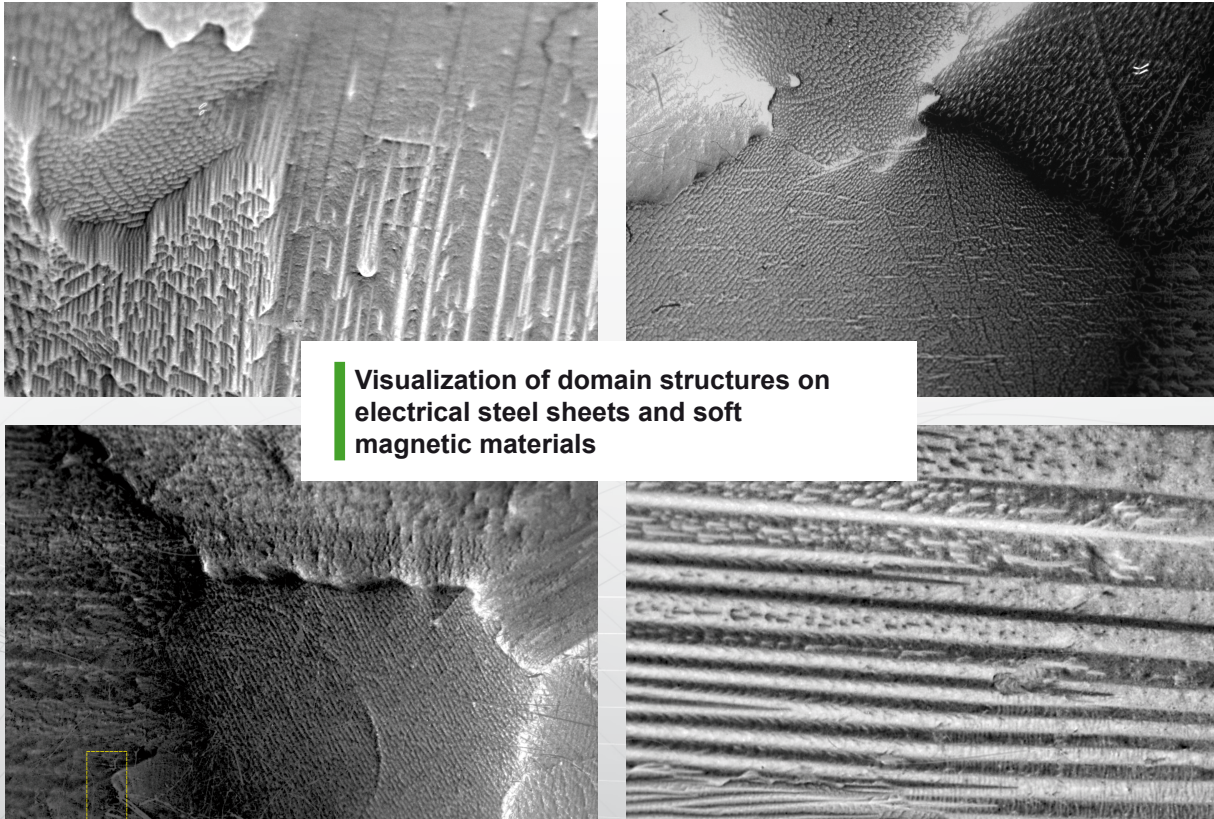 Visualization of domain structures on
electrical steel sheets and soft
magnetic materials